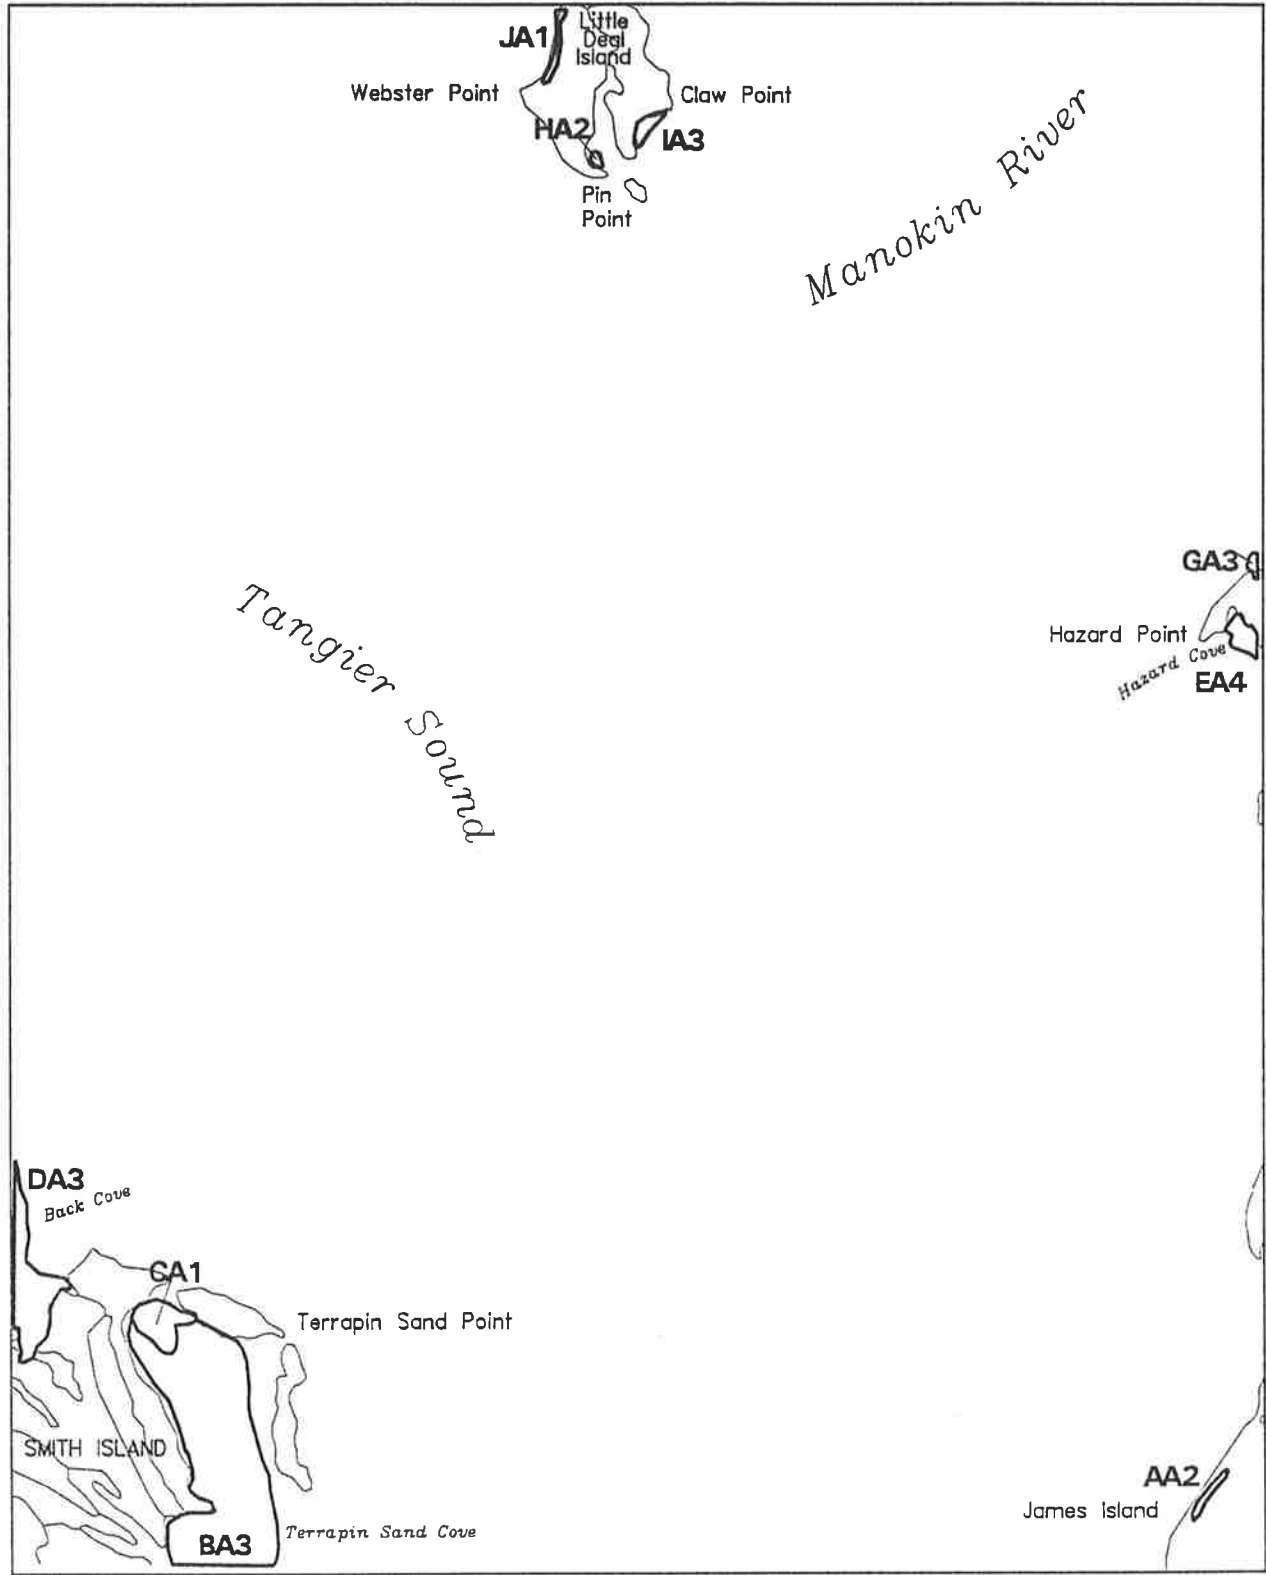 JA1
Little
Deal
Island
Webster Point
Claw Point
HA2
IA3
Pin
Point
Manokin River
GA3
Hazard Point
Hazard Cove
EA4
Tangier Sound
DA3
Back Cove
CA1
Terrapin Sand Point
SMITH ISLAND
AA2
James Island
BA3
Terrapin Sand Cove